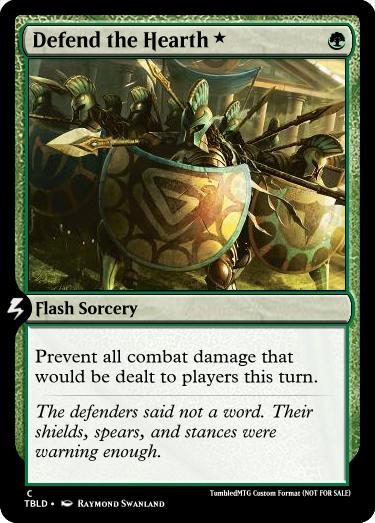 Defend the Hearth ★
Flash Sorcery
Prevent all combat damage that
would be dealt to players this turn.
The defenders said not a word. Their
shields, spears, and stances were
warning enough.
C
TBLD • Raymond Swanland
TumbledMTG Custom Format (NOT FOR SALE)